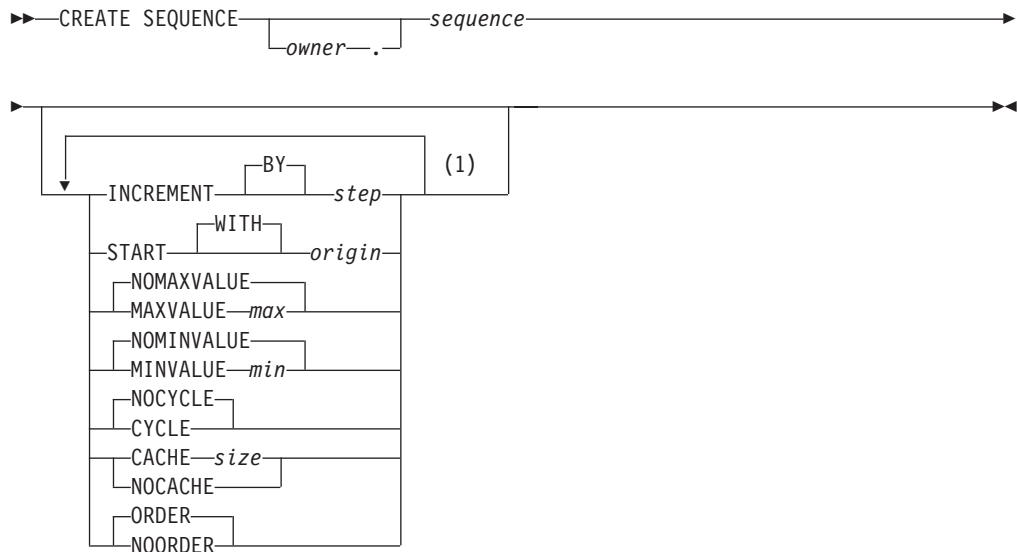 CREATE SEQUENCE owner . sequence
(1)
INCREMENT BY step
START WITH origin
NOMAXVALUE
MAXVALUE max
NOMINVALUE
MINVALUE min
NOCYCLE
CYCLE
CACHE size
NOCACHE
ORDER
NOORDER